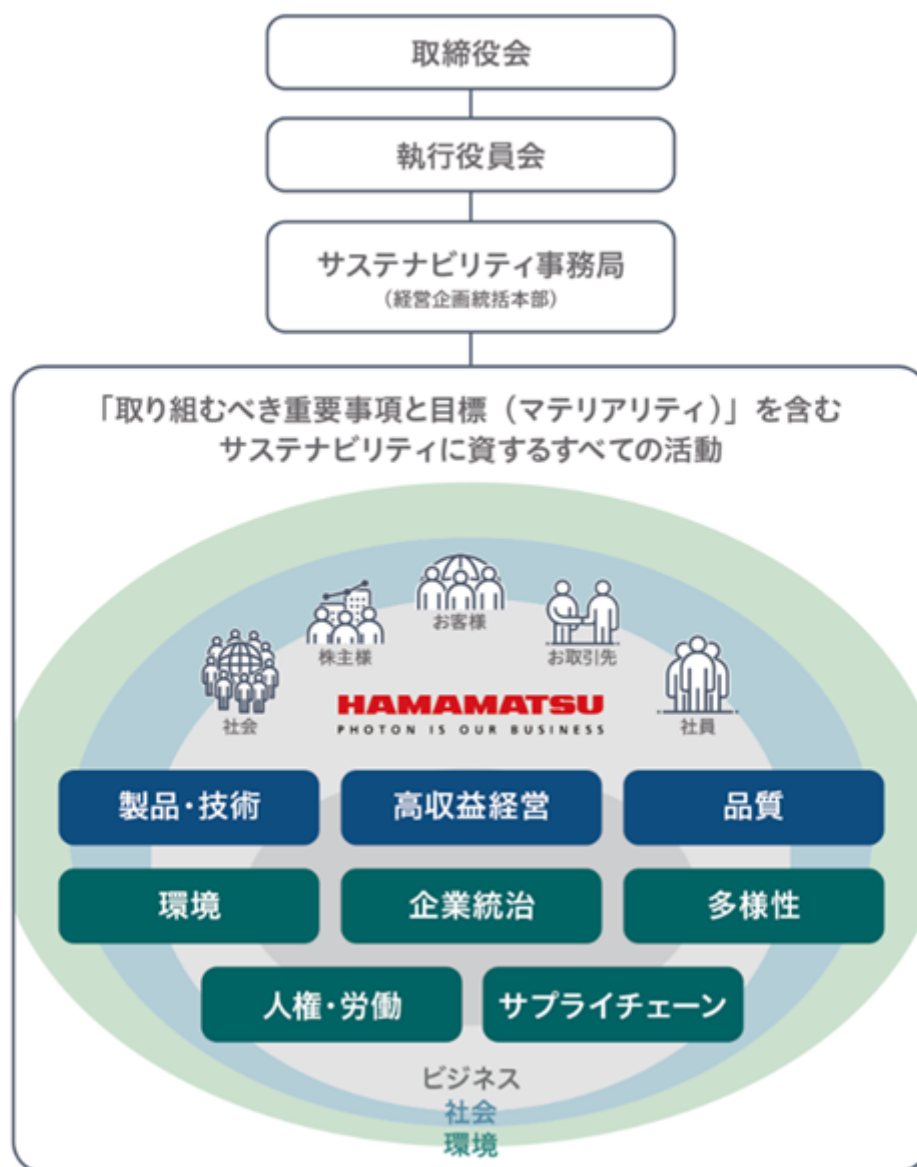 取締役会
執行役員会
サステナビリティ事務局
（経営企画統括本部）
「取り組むべき重要事項と目標（マテリアリティ）」を含む
サステナビリティに資するすべての活動
お客様
株主様
お取引先
社会
社員
HAMAMATSU
PHOTON IS OUR BUSINESS
製品・技術
高収益経営
品質
環境
企業統治
多様性
人権・労働
サプライチェーン
ビジネス
社会
環境